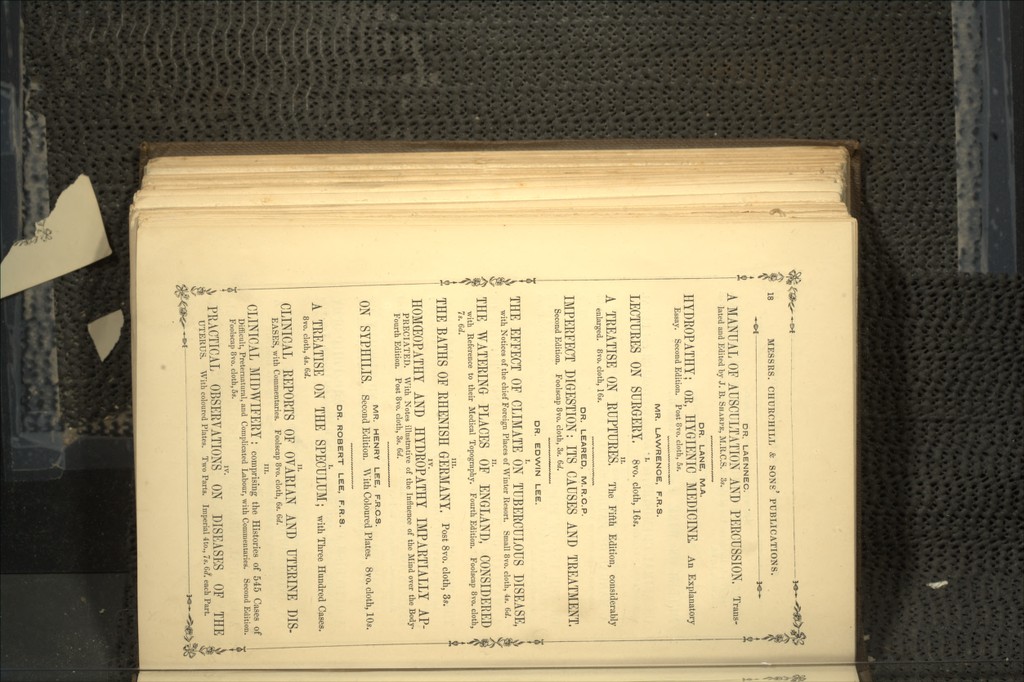 18 MESSRS. CHURCHILL & SONS' PUBLICATIONS.
DR. LAENNEC.
A MANUAL OF AUSCULTATION AND PERCUSSION. Trans-
lated and Edited by J. B. SHARPE, M.R.C.S. 3s.
DR. LANE, M.A.
HYDROPATHY; OR HYGIENIC MEDICINE. An Explanatory
Essay. Second Edition. Post 8vo. cloth, 5s.
MR. LAWRENCE, F.R.S.
I.
LECTURES ON SURGERY. 8vo. cloth, 16s.
II.
A TREATISE ON RUPTURES. The Fifth Edition, considerably
enlarged. 8vo. cloth, 16s.
DR. LEARED, M.R.C.P.
IMPERFECT DIGESTION: ITS CAUSES AND TREATMENT.
Second Edition. Foolscap 8vo. cloth, 3s. 6d.
DR. EDWIN LEE.
I.
THE EFFECT OF CLIMATE ON TUBERCULOUS DISEASE,
with Notices of the chief Foreign Places of Winter Resort. Small 8vo. cloth, 4s. 6d.
II.
THE WATERING PLACES OF ENGLAND, CONSIDERED
with Reference to their Medical Topography. Fourth Edition. Foolscap 8vo. cloth,
7s. 6d.
III.
THE BATHS OF RHENISH GERMANY. Post 8vo. cloth, 3s.
IV.
HOMŒOPATHY AND HYDROPATHY IMPARTIALLY AP-
PRECIATED. With Notes illustrative of the Influence of the Mind over the Body.
Fourth Edition. Post 8vo. cloth, 3s. 6d.
MR. HENRY LEE, F.R.C.S.
ON SYPHILIS. Second Edition. With Coloured Plates. 8vo. cloth, 10s.
DR. ROBERT LEE, F.R.S.
I.
A TREATISE ON THE SPECULUM; with Three Hundred Cases.
8vo. cloth, 4s. 6d.
II.
CLINICAL REPORTS OF OVARIAN AND UTERINE DIS-
EASES, with Commentaries. Foolscap 8vo. cloth, 6s. 6d.
III.
CLINICAL MIDWIFERY: comprising the Histories of 545 Cases of
Difficult, Preternatural, and Complicated Labour, with Commentaries. Second Edition.
Foolscap 8vo. cloth, 5s.
IV.
PRACTICAL OBSERVATIONS ON DISEASES OF THE
UTERUS. With coloured Plates. Two Parts. Imperial 4to., 7s. 6d. each Part.